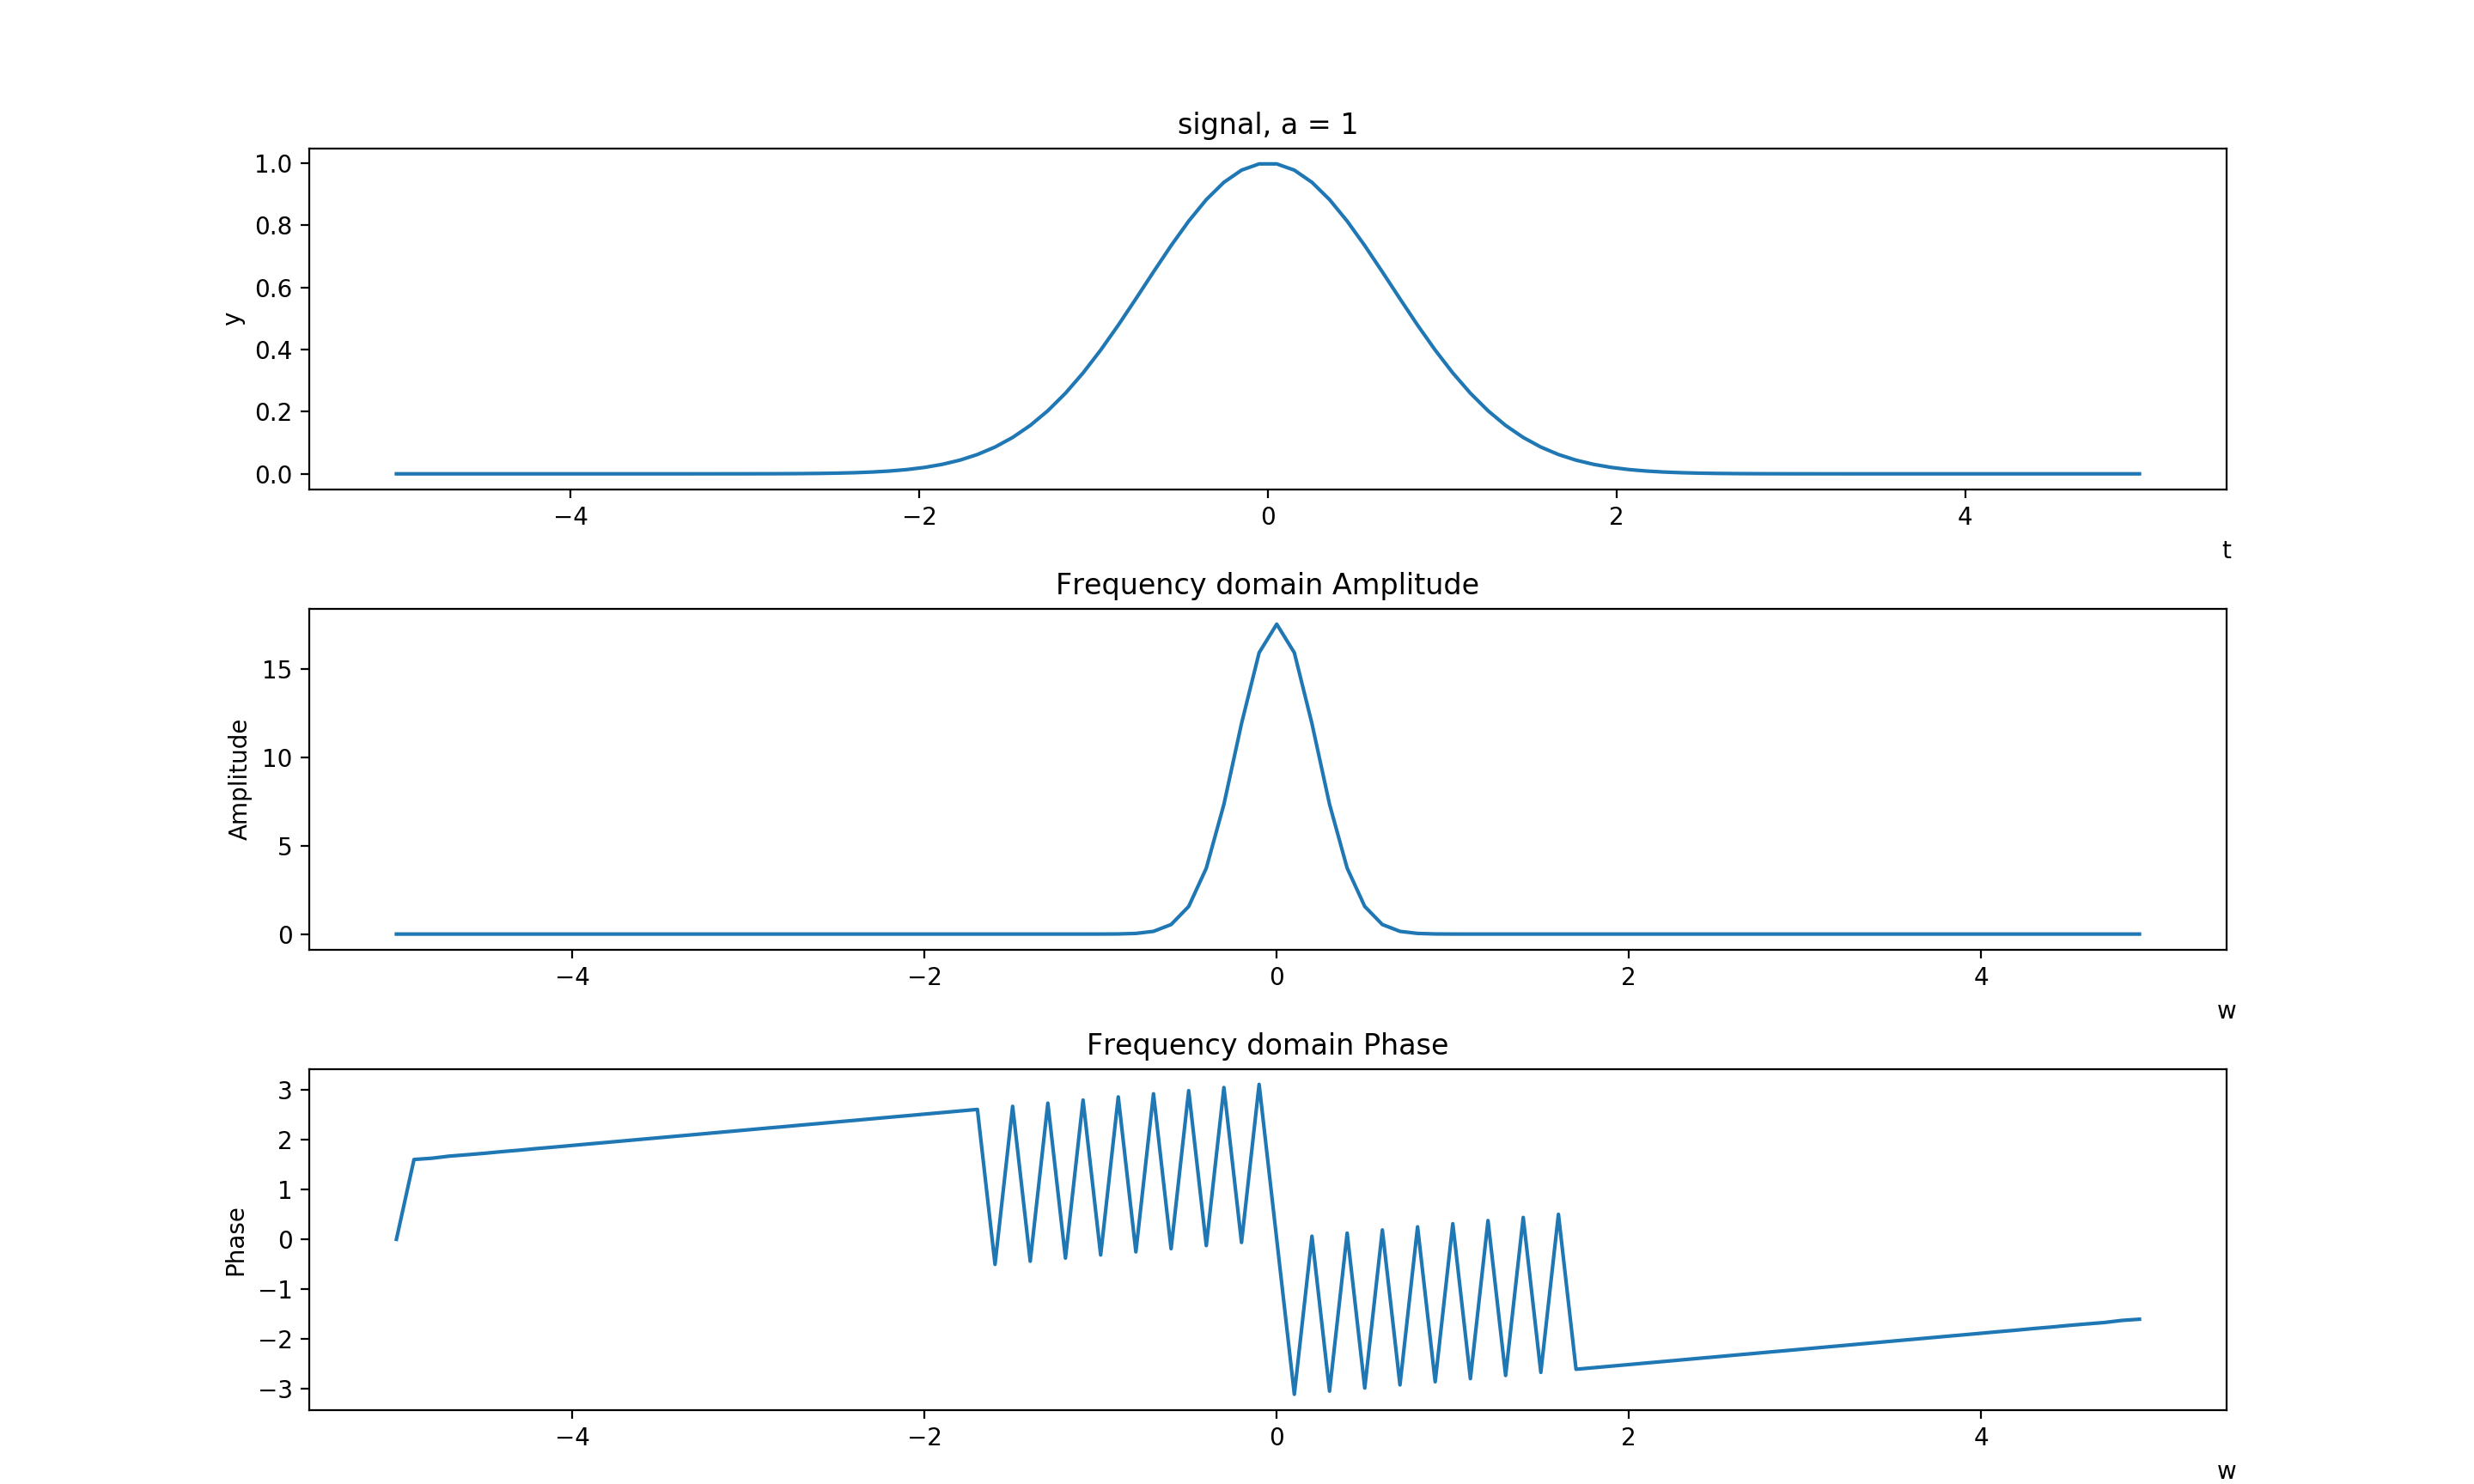 signal, a = 1
1.0
0.8
0.6
0.4
0.2
0.0
y
−4 −2 0 2 4
t
Frequency domain Amplitude
15
10
5
0
Amplitude
−4 −2 0 2 4
w
Frequency domain Phase
3
2
1
0
−1
−2
−3
Phase
−4 −2 0 2 4
w